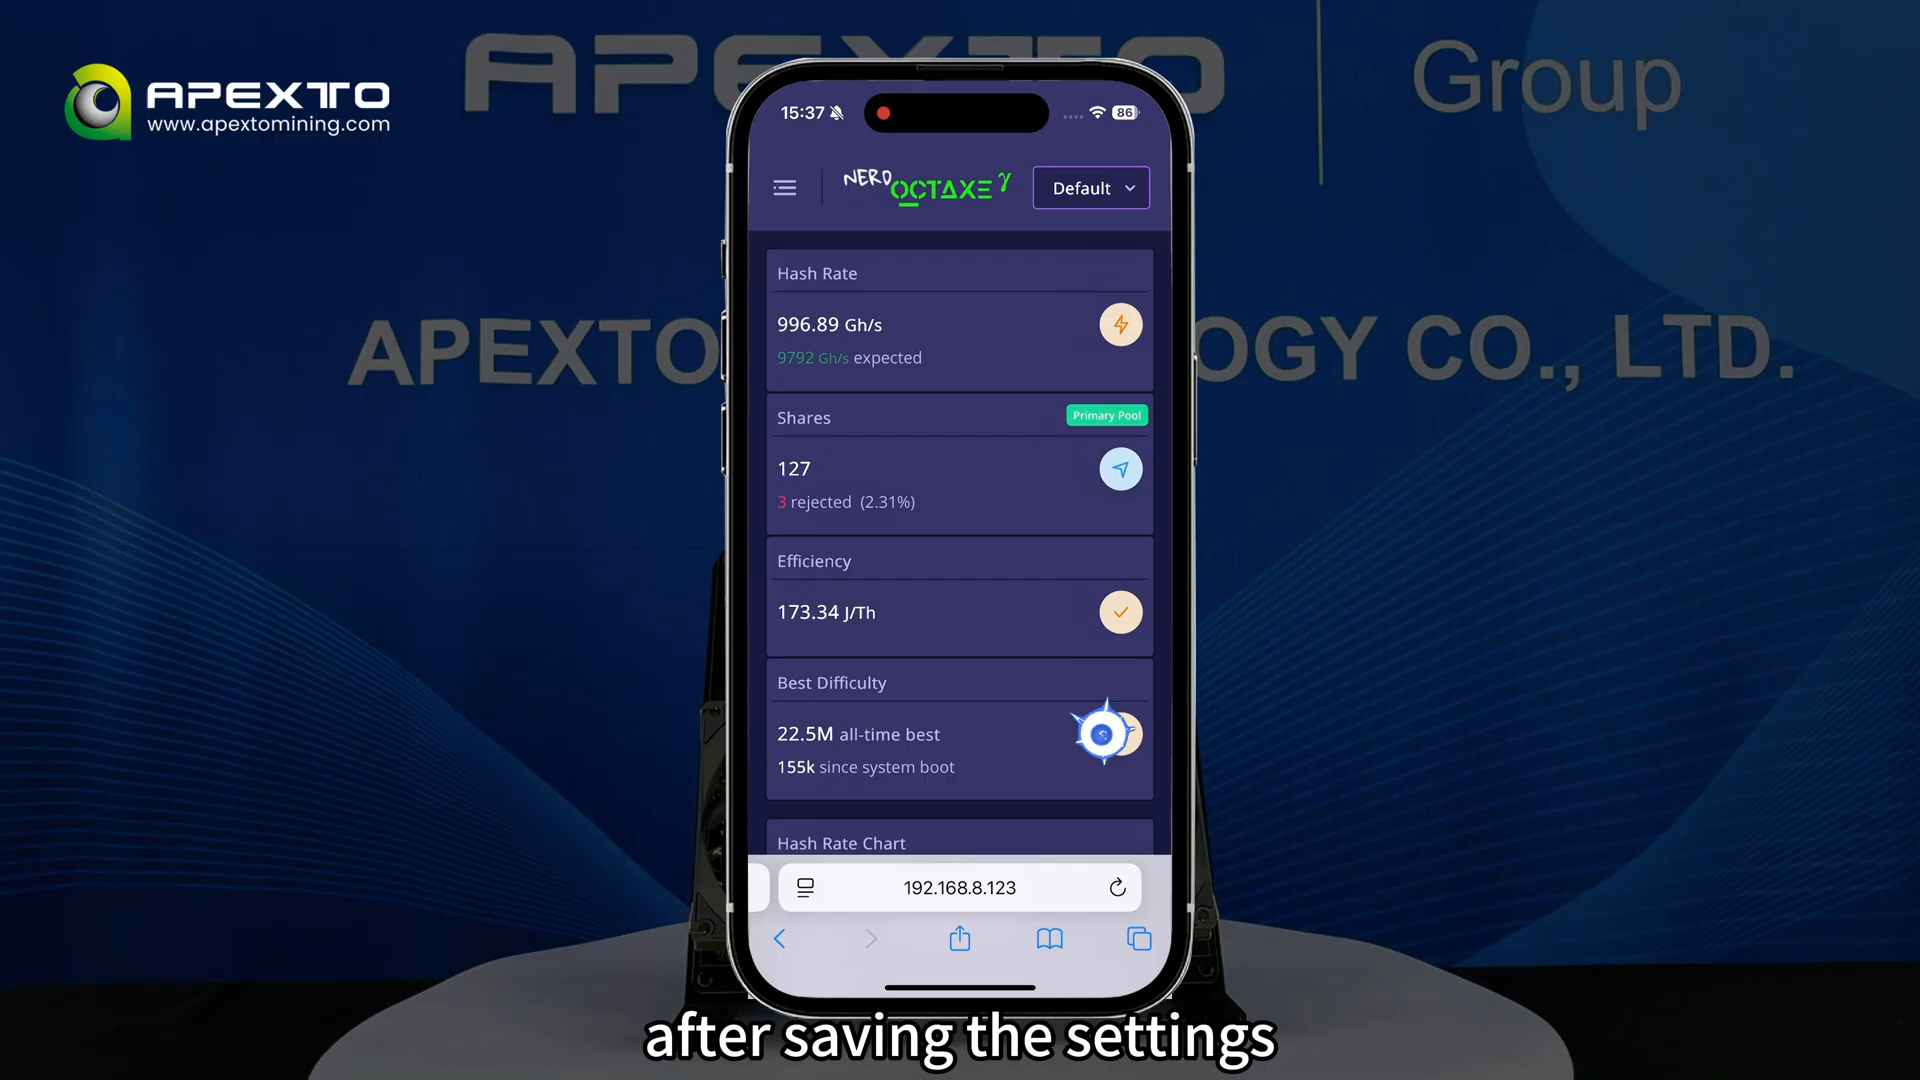 APEXTO
www.apextomining.com
APEXTO
Group
APEXTO
OGY CO., LTD.
15:37
86
NERD
OCTAXE γ
Default
Hash Rate
996.89 Gh/s
9792 Gh/s expected
Shares
Primary Pool
127
3 rejected (2.31%)
Efficiency
173.34 J/Th
Best Difficulty
22.5M all-time best
155k since system boot
Hash Rate Chart
192.168.8.123
after saving the settings